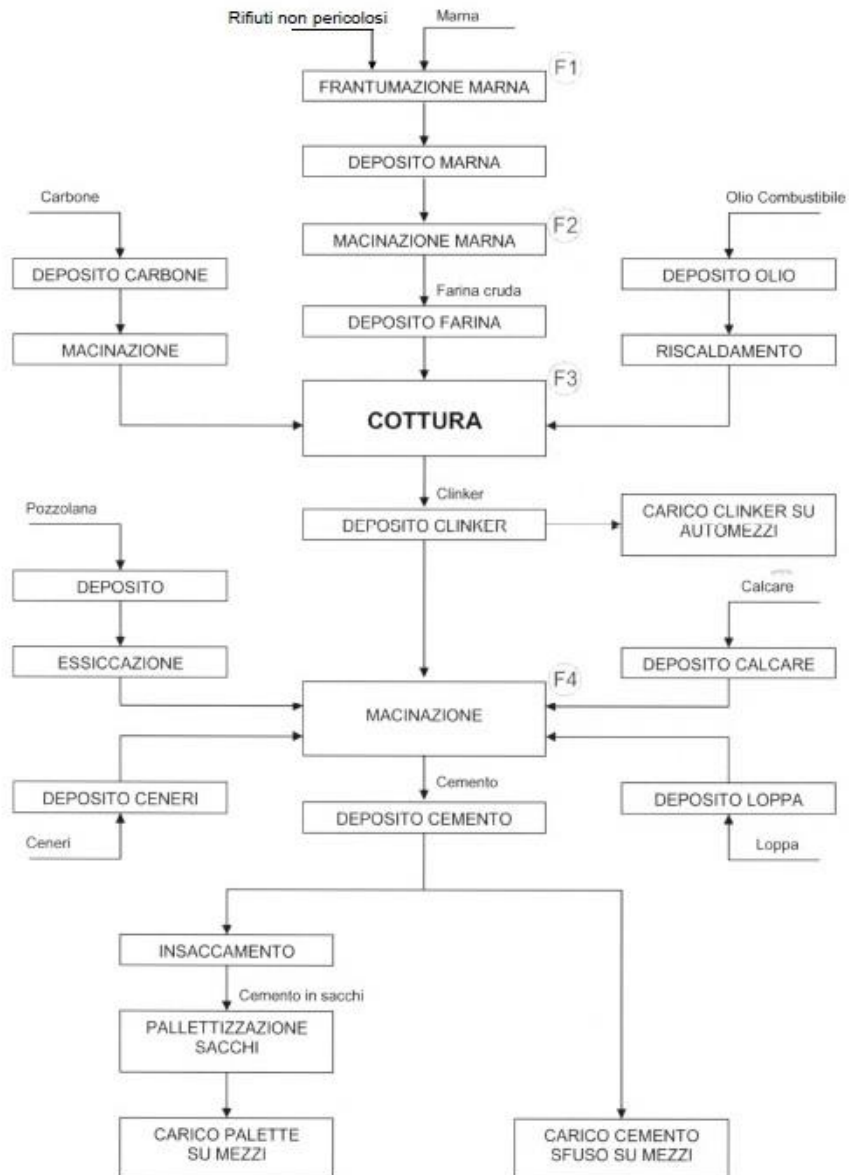 Rifiuti non pericolosi
Marna
F1
FRANTUMAZIONE MARNA
DEPOSITO MARNA
Carbone
Olio Combustibile
F2
MACINAZIONE MARNA
DEPOSITO CARBONE
DEPOSITO OLIO
Farina cruda
DEPOSITO FARINA
MACINAZIONE
RISCALDAMENTO
F3
COTTURA
Clinker
Pozzolana
DEPOSITO CLINKER
CARICO CLINKER SU
AUTOMEZZI
DEPOSITO
Calcare
ESSICCAZIONE
DEPOSITO CALCARE
F4
MACINAZIONE
Cemento
DEPOSITO CENERI
DEPOSITO LOPPA
DEPOSITO CEMENTO
Ceneri
Loppa
INSACCAMENTO
Cemento in sacchi
PALLETTIZZAZIONE
SACCHI
CARICO PALETTE
SU MEZZI
CARICO CEMENTO
SFUSO SU MEZZI